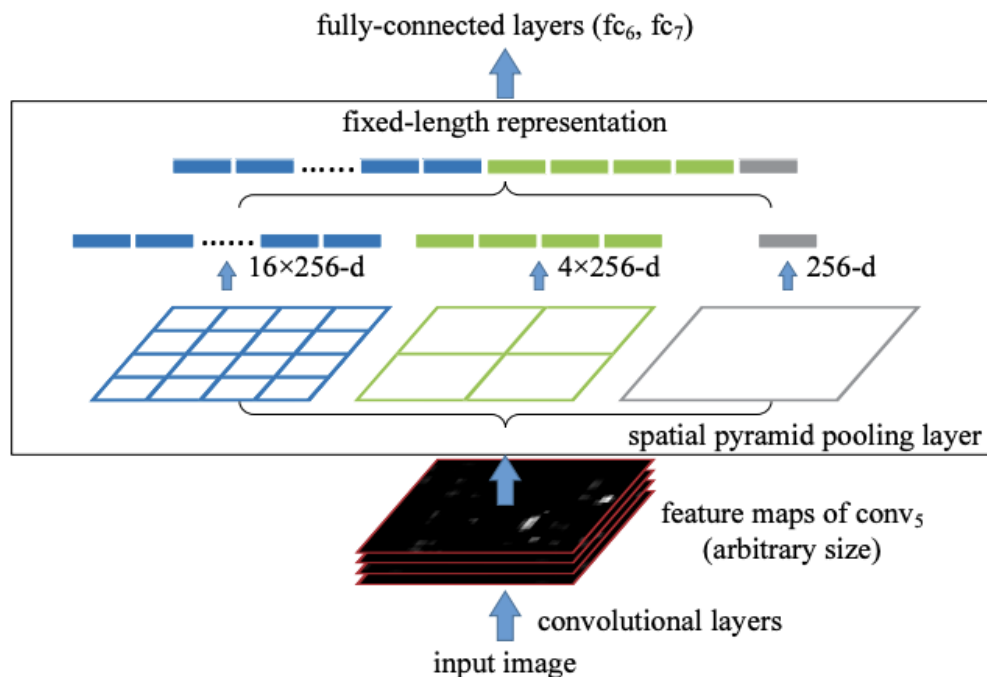 fully-connected layers (fc₆, fc₇)
fixed-length representation
16×256-d
4×256-d
256-d
spatial pyramid pooling layer
feature maps of conv₅
(arbitrary size)
convolutional layers
input image